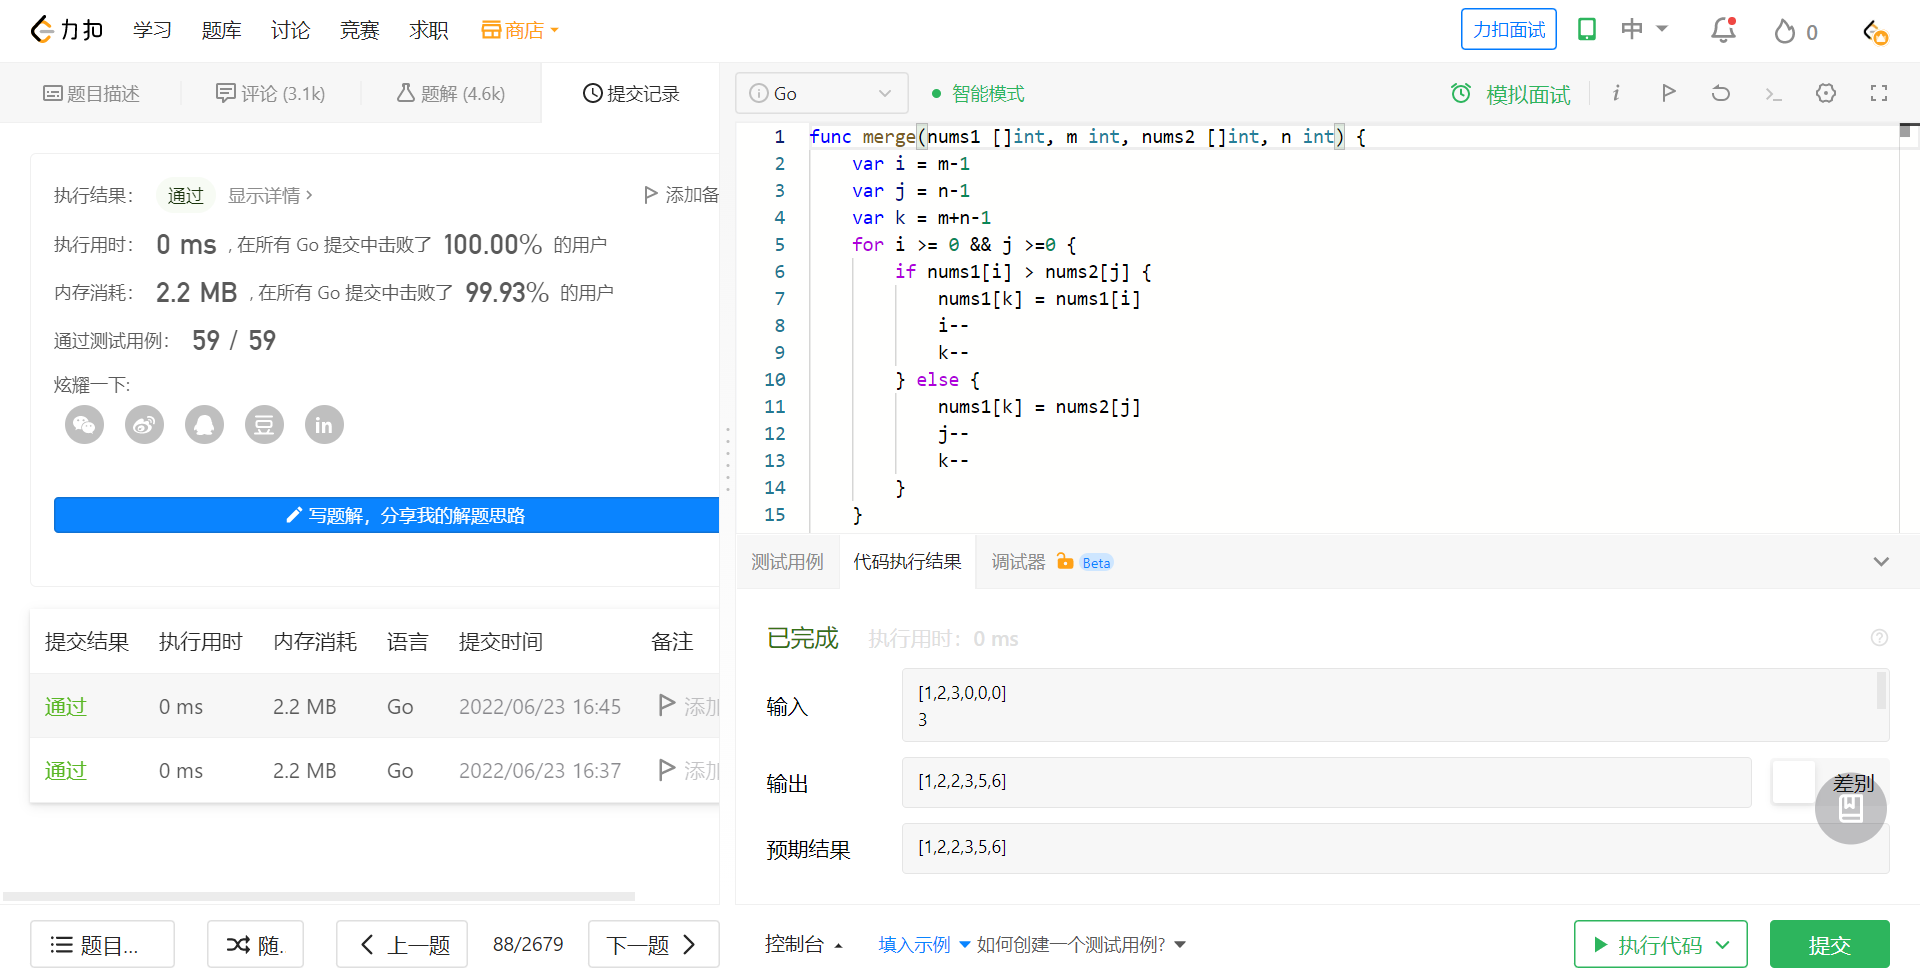 力扣 学习 题库 讨论 竞赛 求职 商店 力扣面试 中 0
题目描述 评论 (3.1k) 题解 (4.6k) 提交记录
执行结果： 通过 显示详情 > 添加备
执行用时： 0 ms , 在所有 Go 提交中击败了 100.00% 的用户
内存消耗： 2.2 MB , 在所有 Go 提交中击败了 99.93% 的用户
通过测试用例： 59 / 59
炫耀一下:
豆 in
写题解，分享我的解题思路
提交结果 执行用时 内存消耗 语言 提交时间 备注
通过 0 ms 2.2 MB Go 2022/06/23 16:45 添加
通过 0 ms 2.2 MB Go 2022/06/23 16:37 添加
题目... 随. 上一题 88/2679 下一题
Go 智能模式 模拟面试 i
1 func merge(nums1 []int, m int, nums2 []int, n int) {
2 var i = m-1
3 var j = n-1
4 var k = m+n-1
5 for i >= 0 && j >=0 {
6 if nums1[i] > nums2[j] {
7 nums1[k] = nums1[i]
8 i--
9 k--
10 } else {
11 nums1[k] = nums2[j]
12 j--
13 k--
14 }
15 }
测试用例 代码执行结果 调试器 Beta
已完成 执行用时：0 ms
输入 [1,2,3,0,0,0]
3
输出 [1,2,2,3,5,6] 差别
预期结果 [1,2,2,3,5,6]
控制台 填入示例 如何创建一个测试用例? 执行代码 提交